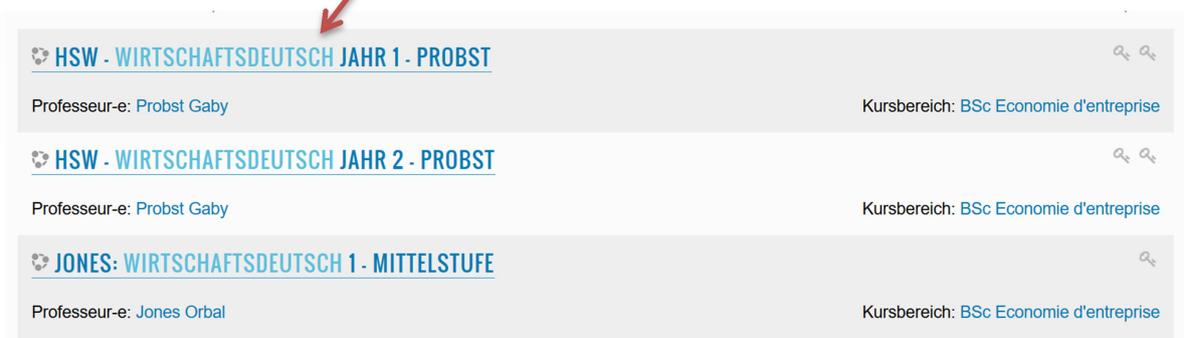 HSW - WIRTSCHAFTSDEUTSCH JAHR 1 - PROBST
Professeur-e: Probst Gaby Kursbereich: BSc Economie d'entreprise
HSW - WIRTSCHAFTSDEUTSCH JAHR 2 - PROBST
Professeur-e: Probst Gaby Kursbereich: BSc Economie d'entreprise
JONES: WIRTSCHAFTSDEUTSCH 1 - MITTELSTUFE
Professeur-e: Jones Orbal Kursbereich: BSc Economie d'entreprise